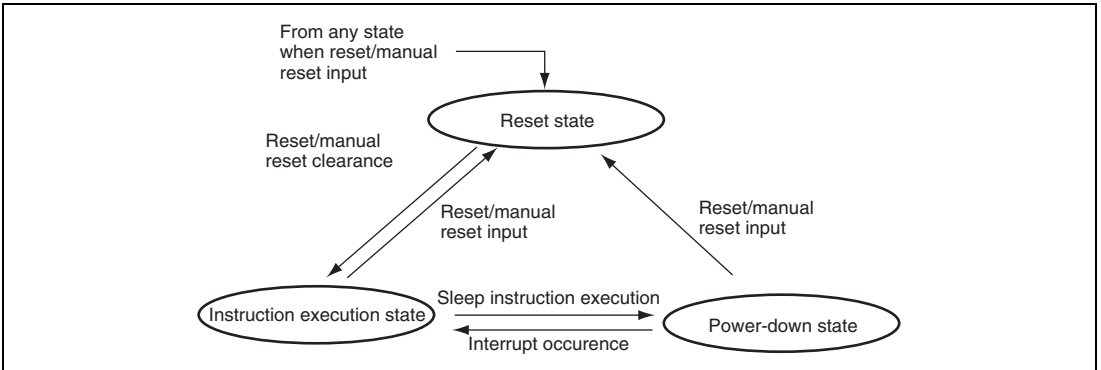 From any state
when reset/manual
reset input
Reset state
Reset/manual
reset clearance
Reset/manual
reset input
Reset/manual
reset input
Instruction execution state
Sleep instruction execution
Interrupt occurence
Power-down state